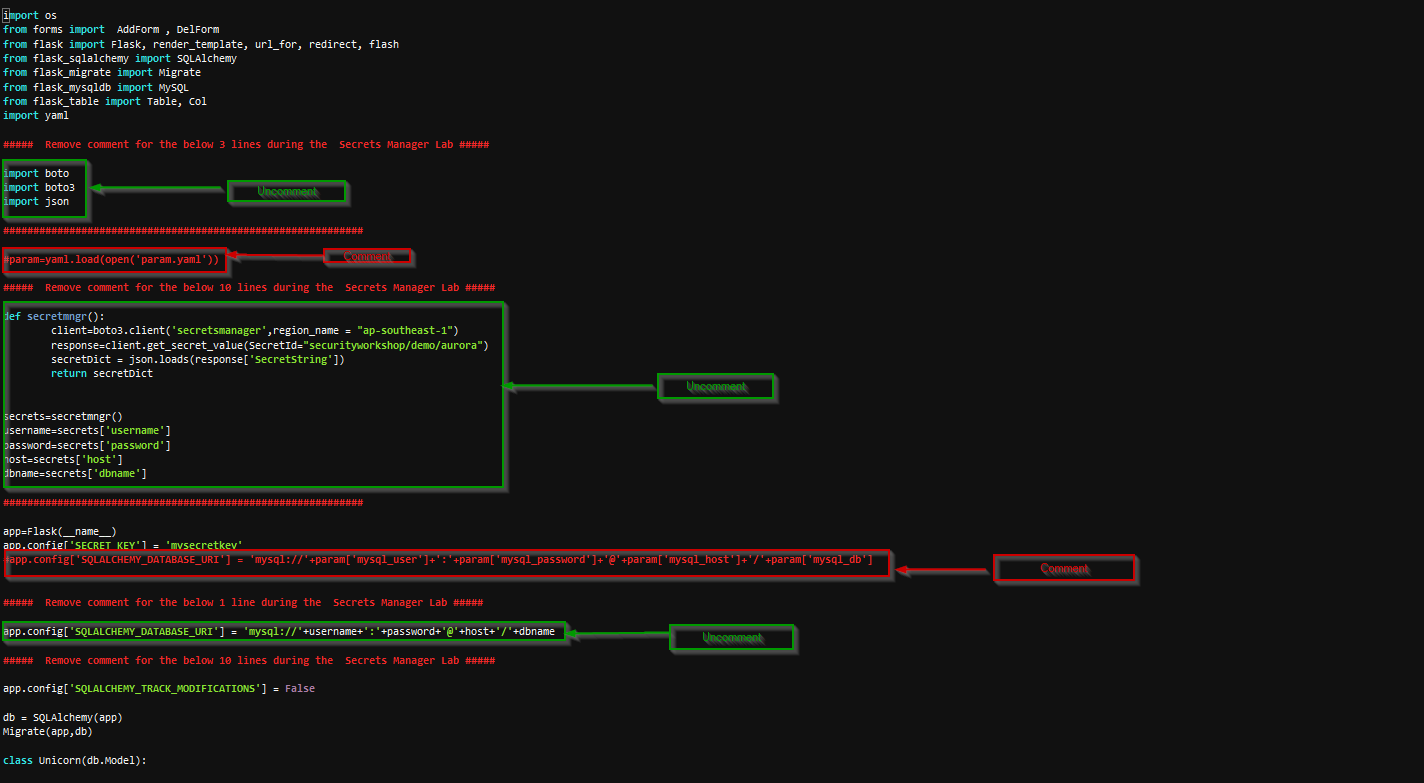 import os
from forms import  AddForm , DelForm
from flask import Flask, render_template, url_for, redirect, flash
from flask_sqlalchemy import SQLAlchemy
from flask_migrate import Migrate
from flask_mysqldb import MySQL
from flask_table import Table, Col
import yaml
#####  Remove comment for the below 3 lines during the  Secrets Manager Lab #####
import boto
import boto3
Uncomment
import json
############################################################
#param=yaml.load(open('param.yaml'))
Comment
#####  Remove comment for the below 10 lines during the  Secrets Manager Lab #####
def secretmngr():
        client=boto3.client('secretsmanager',region_name = "ap-southeast-1")
        response=client.get_secret_value(SecretId="securityworkshop/demo/aurora")
        secretDict = json.loads(response['SecretString'])
        return secretDict
Uncomment
secrets=secretmngr()
username=secrets['username']
password=secrets['password']
host=secrets['host']
dbname=secrets['dbname']
############################################################
app=Flask(__name__)
app.config['SECRET_KEY'] = 'mysecretkey'
#app.config['SQLALCHEMY_DATABASE_URI'] = 'mysql://'+param['mysql_user']+':'+param['mysql_password']+'@'+param['mysql_host']+'/'+param['mysql_db']
Comment
#####  Remove comment for the below 1 line during the  Secrets Manager Lab #####
app.config['SQLALCHEMY_DATABASE_URI'] = 'mysql://'+username+':'+password+'@'+host+'/'+dbname
Uncomment
#####  Remove comment for the below 10 lines during the  Secrets Manager Lab #####
app.config['SQLALCHEMY_TRACK_MODIFICATIONS'] = False
db = SQLAlchemy(app)
Migrate(app,db)
class Unicorn(db.Model):